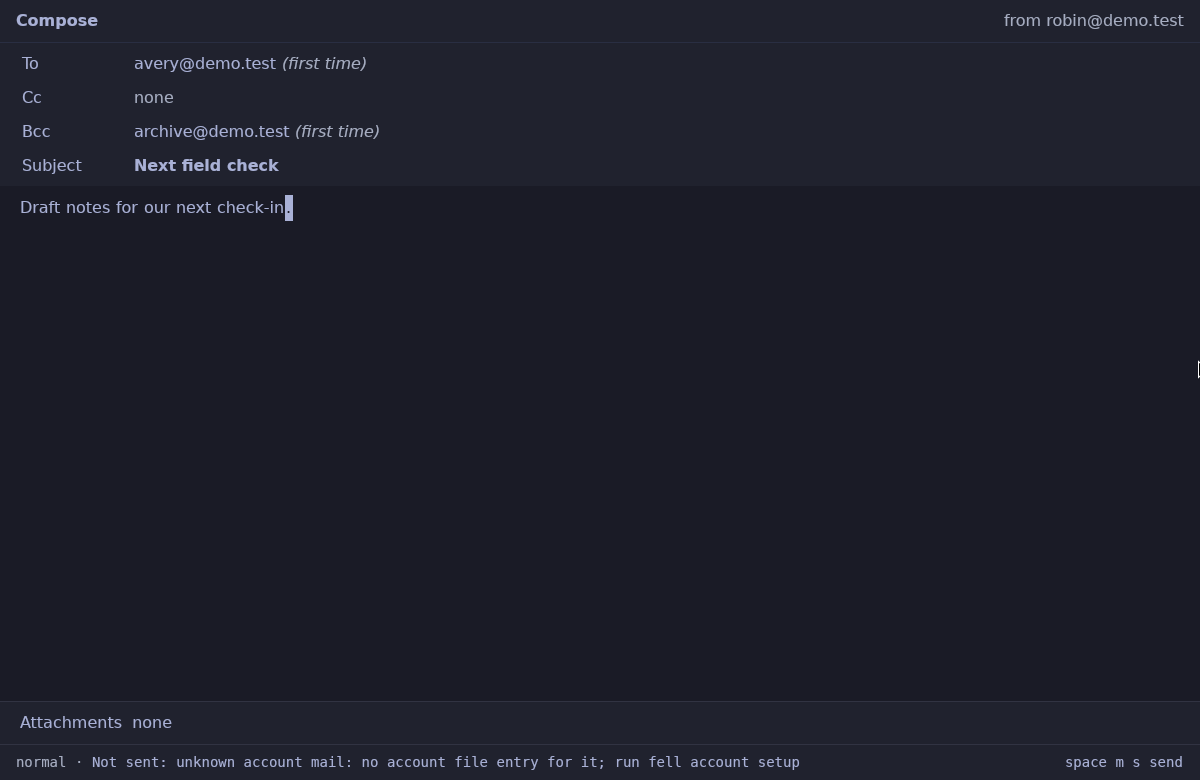 Compose from robin@demo.test
To avery@demo.test (first time)
Cc none
Bcc archive@demo.test (first time)
Subject Next field check
Draft notes for our next check-in.
Attachments none
normal · Not sent: unknown account mail: no account file entry for it; run fell account setup space m s send